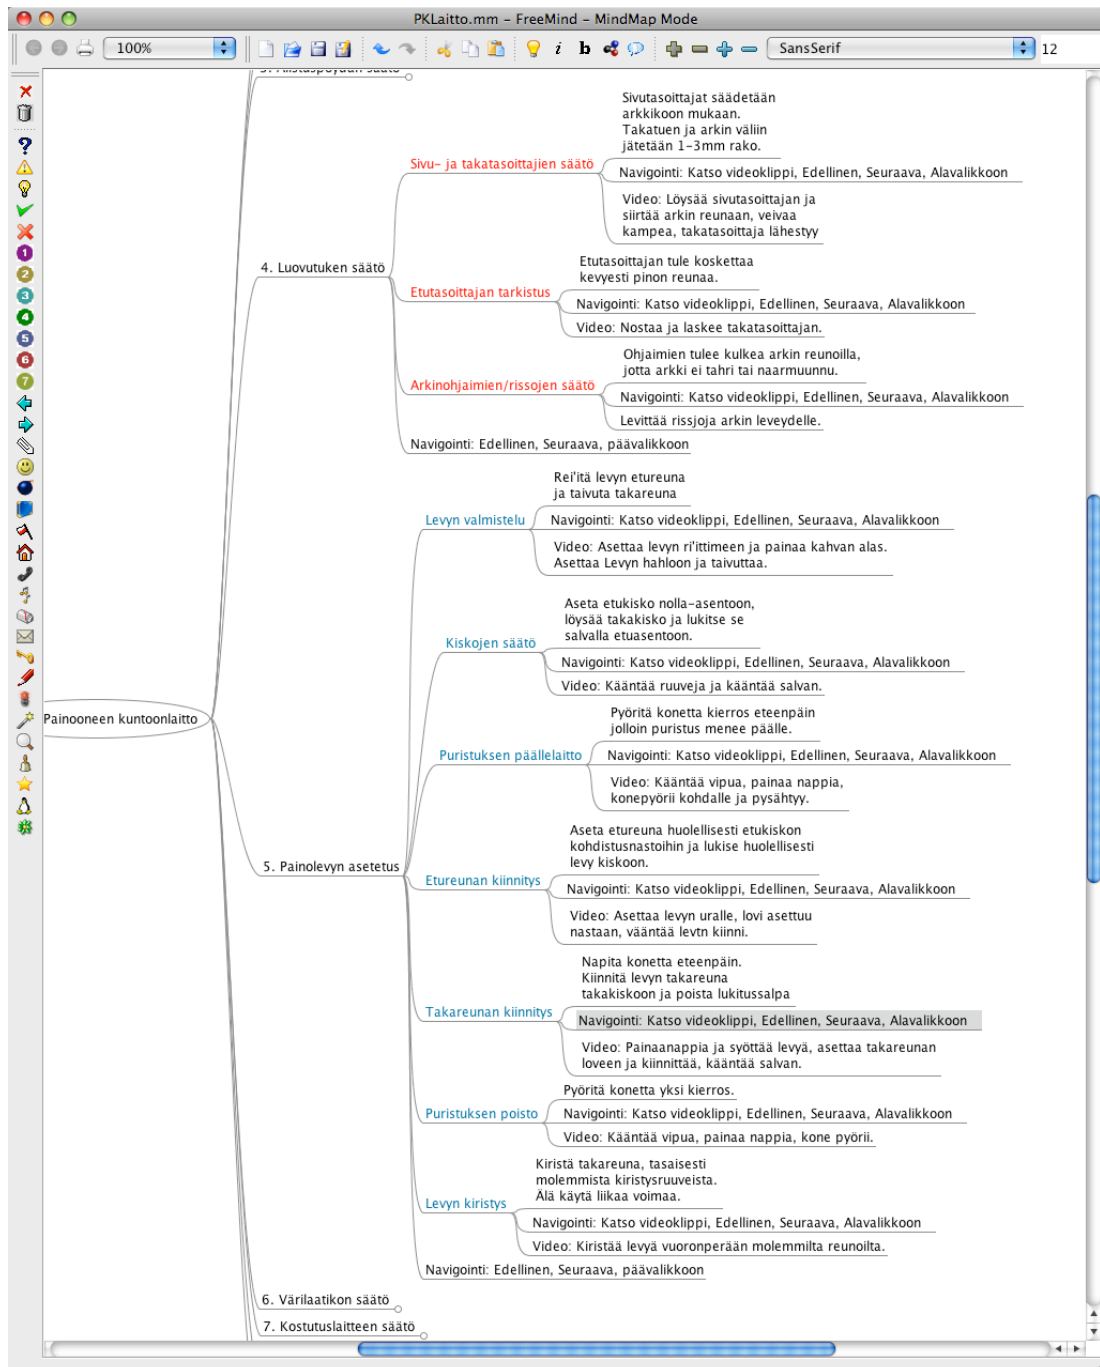 PKLaitto.mm – FreeMind – MindMap Mode
100%
SansSerif
12
3. Alistuspöydän säätö
Sivutasoittajat säädetään
arkkikoon mukaan.
Takatuen ja arkin väliin
jätetään 1–3mm rako.
Sivu– ja takatasoittajien säätö
Navigointi: Katso videoklippi, Edellinen, Seuraava, Alavalikkoon
Video: Löysää sivutasoittajan ja
siirtää arkin reunaan, veivaa
kampea, takatasoittaja lähestyy
4. Luovutuken säätö
Etutasoittajan tule koskettaa
kevyesti pinon reunaa.
Etutasoittajan tarkistus
Navigointi: Katso videoklippi, Edellinen, Seuraava, Alavalikkoon
Video: Nostaa ja laskee takatasoittajan.
Ohjaimien tulee kulkea arkin reunoilla,
jotta arkki ei tahri tai naarmuunnu.
Arkinohjaimien/rissojen säätö
Navigointi: Katso videoklippi, Edellinen, Seuraava, Alavalikkoon
Levittää rissjoja arkin leveydelle.
Navigointi: Edellinen, Seuraava, päävalikkoon
Rei'itä levyn etureuna
ja taivuta takareuna
Levyn valmistelu
Navigointi: Katso videoklippi, Edellinen, Seuraava, Alavalikkoon
Video: Asettaa levyn ri'ittimeen ja painaa kahvan alas.
Asettaa Levyn hahloon ja taivuttaa.
Aseta etukisko nolla–asentoon,
löysää takakisko ja lukitse se
salvalla etuasentoon.
Kiskojen säätö
Navigointi: Katso videoklippi, Edellinen, Seuraava, Alavalikkoon
Video: Kääntää ruuveja ja kääntää salvan.
Painooneen kuntoonlaitto
Pyöritä konetta kierros eteenpäin
jolloin puristus menee päälle.
Puristuksen päällelaitto
Navigointi: Katso videoklippi, Edellinen, Seuraava, Alavalikkoon
Video: Kääntää vipua, painaa nappia,
konepyörii kohdalle ja pysähtyy.
5. Painolevyn asetetus
Aseta etureuna huolellisesti etukiskon
kohdistusnastoihin ja lukise huolellisesti
levy kiskoon.
Etureunan kiinnitys
Navigointi: Katso videoklippi, Edellinen, Seuraava, Alavalikkoon
Video: Asettaa levyn uralle, lovi asettuu
nastaan, vääntää levtn kiinni.
Napita konetta eteenpäin.
Kiinnitä levyn takareuna
takakiskoon ja poista lukitussalpa
Takareunan kiinnitys
Navigointi: Katso videoklippi, Edellinen, Seuraava, Alavalikkoon
Video: Painaanappia ja syöttää levyä, asettaa takareunan
loveen ja kiinnittää, kääntää salvan.
Pyöritä konetta yksi kierros.
Puristuksen poisto
Navigointi: Katso videoklippi, Edellinen, Seuraava, Alavalikkoon
Video: Kääntää vipua, painaa nappia, kone pyörii.
Kiristä takareuna, tasaisesti
molemmista kiristysruuveista.
Älä käytä liikaa voimaa.
Levyn kiristys
Navigointi: Katso videoklippi, Edellinen, Seuraava, Alavalikkoon
Video: Kiristää levyä vuoronperään molemmilta reunoilta.
Navigointi: Edellinen, Seuraava, päävalikkoon
6. Värilaatikon säätö
7. Kostutuslaitteen säätö